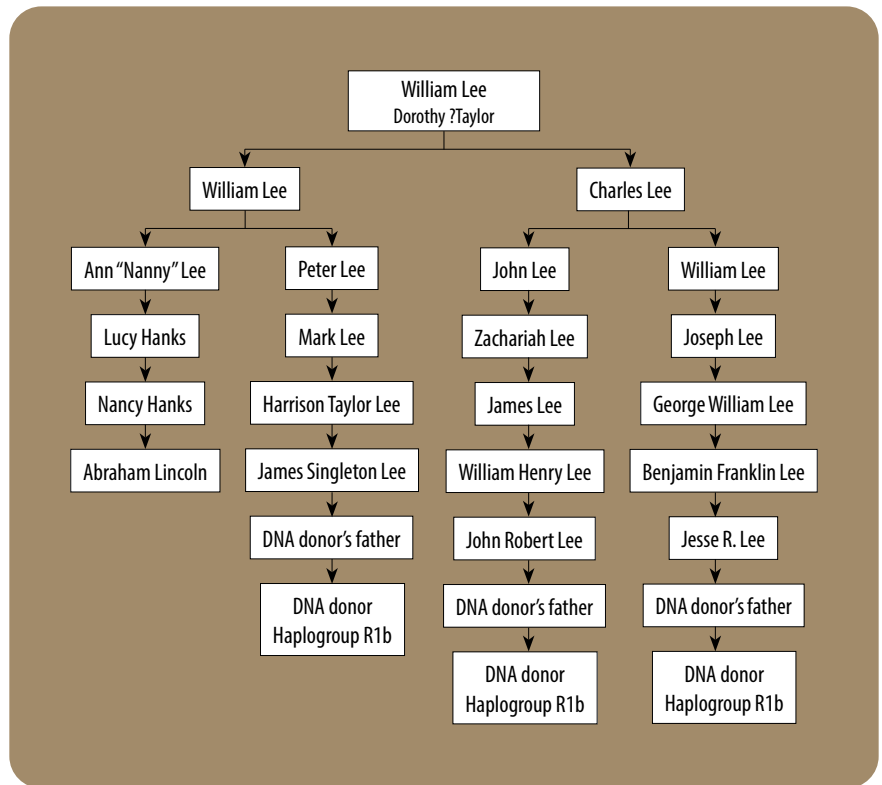 William Lee
Dorothy ?Taylor
William Lee
Charles Lee
Ann “Nanny” Lee
Peter Lee
John Lee
William Lee
Lucy Hanks
Mark Lee
Zachariah Lee
Joseph Lee
Nancy Hanks
Harrison Taylor Lee
James Lee
George William Lee
Abraham Lincoln
James Singleton Lee
William Henry Lee
Benjamin Franklin Lee
DNA donor’s father
John Robert Lee
Jesse R. Lee
DNA donor
Haplogroup R1b
DNA donor’s father
DNA donor’s father
DNA donor
Haplogroup R1b
DNA donor
Haplogroup R1b